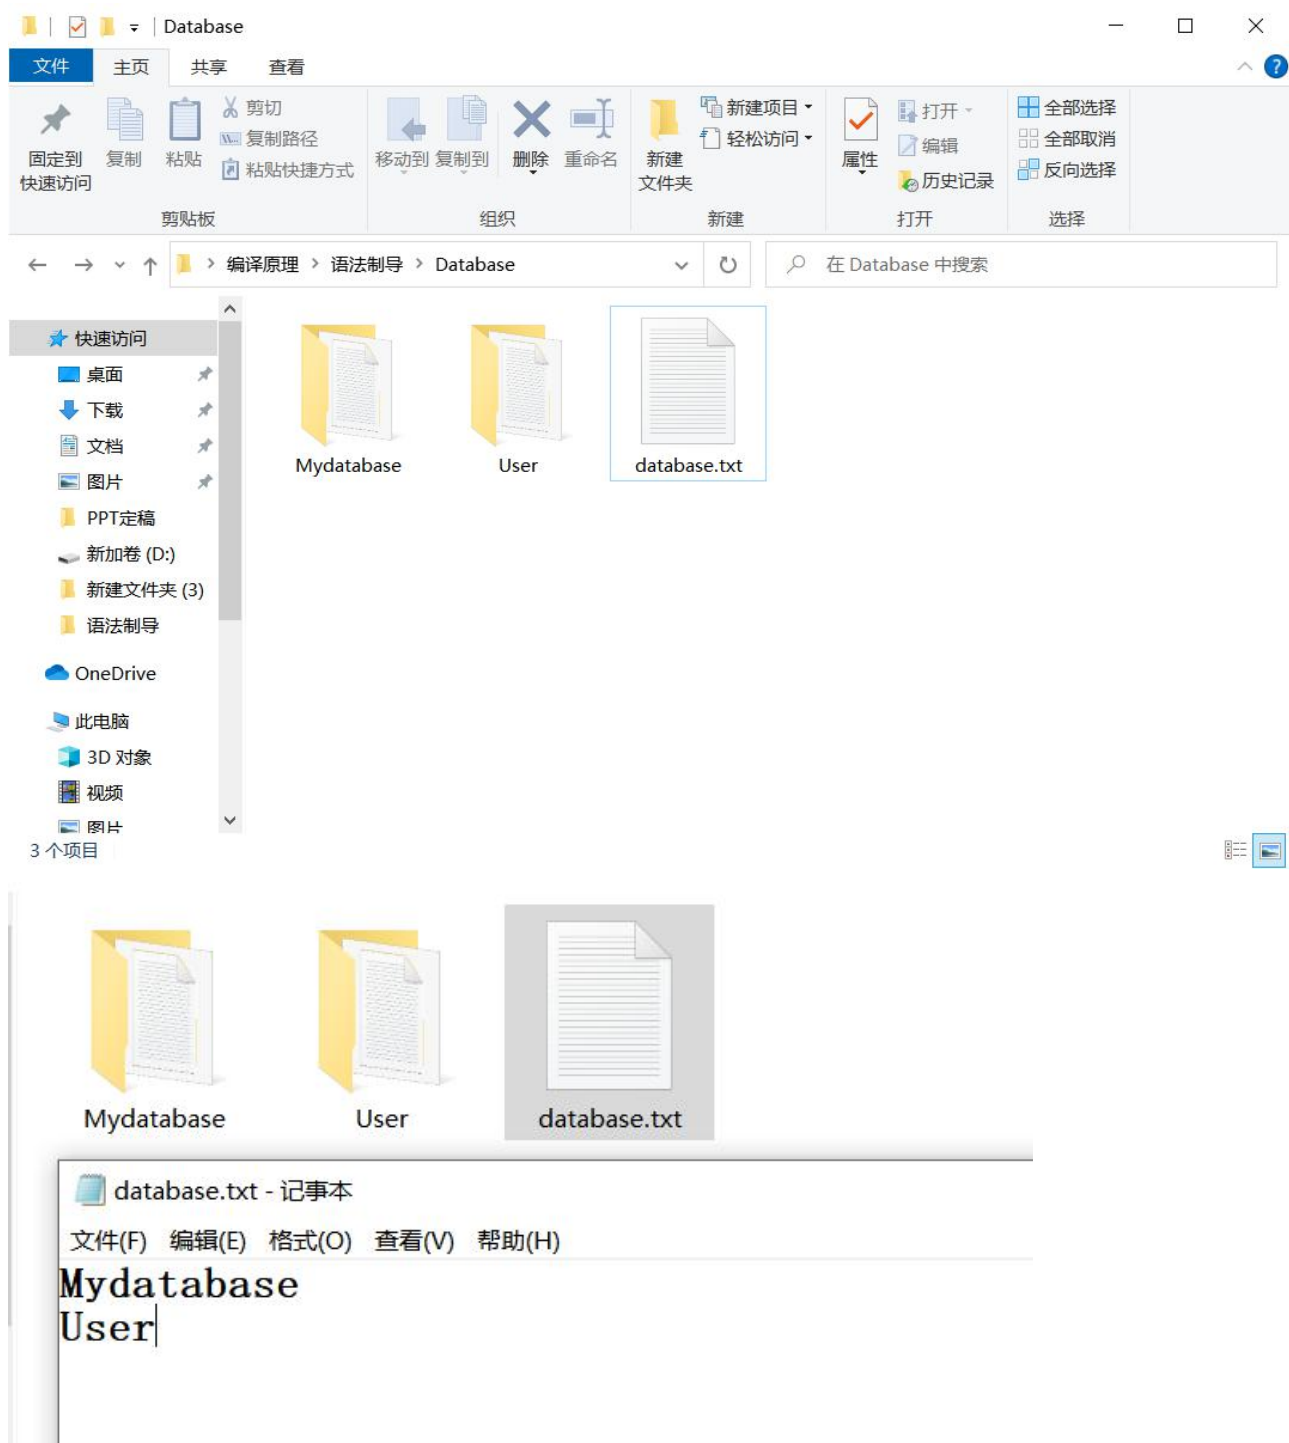 Database
文件 主页 共享 查看
固定到快速访问
复制
粘贴
剪切
复制路径
粘贴快捷方式
剪贴板
移动到
复制到
删除
重命名
组织
新建文件夹
新建项目
轻松访问
新建
属性
打开
编辑
历史记录
打开
全部选择
全部取消
反向选择
选择
编译原理 > 语法制导 > Database
在 Database 中搜索
快速访问
桌面
下载
文档
图片
PPT定稿
新加卷 (D:)
新建文件夹 (3)
语法制导
OneDrive
此电脑
3D 对象
视频
图片
Mydatabase
User
database.txt
3 个项目
Mydatabase
User
database.txt
database.txt - 记事本
文件(F) 编辑(E) 格式(O) 查看(V) 帮助(H)
Mydatabase
User